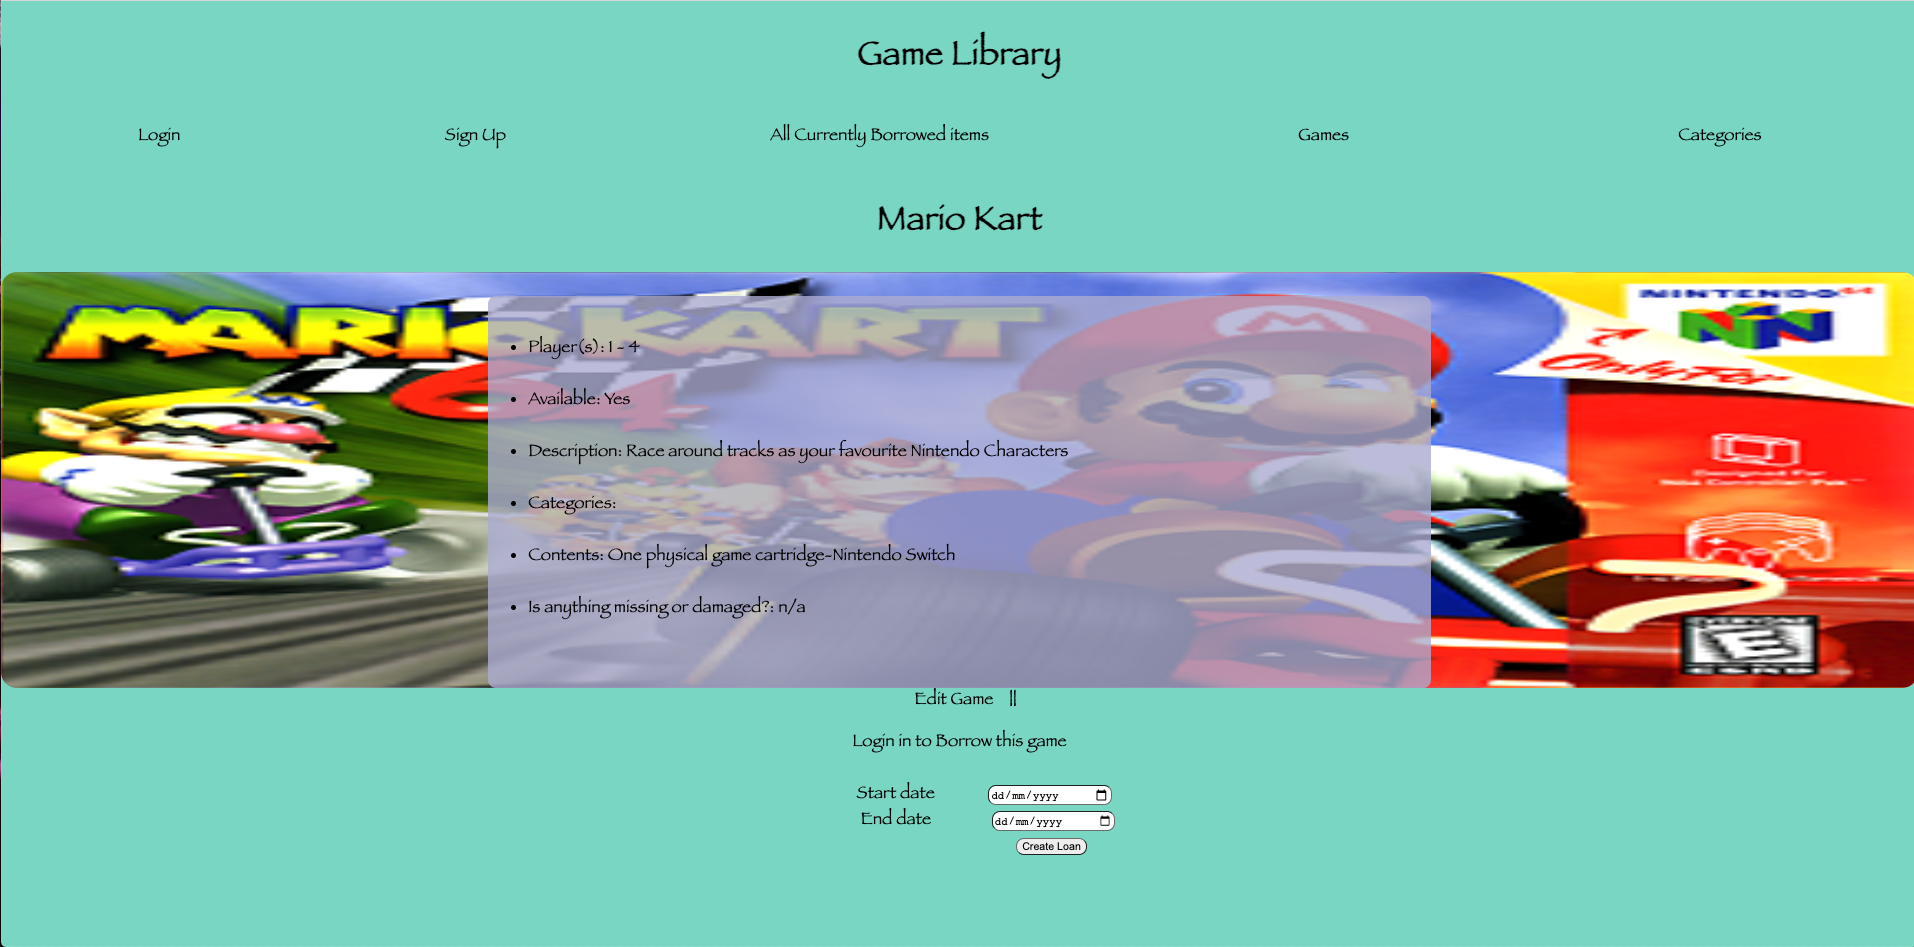 Game Library
Login Sign Up All Currently Borrowed items Games Categories
Mario Kart
MARIO KART
64
NINTENDO 64
Only For
Player(s): 1 - 4
Available: Yes
Description: Race around tracks as your favourite Nintendo Characters
Categories:
Contents: One physical game cartridge-Nintendo Switch
Is anything missing or damaged?: n/a
E
Edit Game ||
Login in to Borrow this game
Start date dd/mm/yyyy
End date dd/mm/yyyy
Create Loan